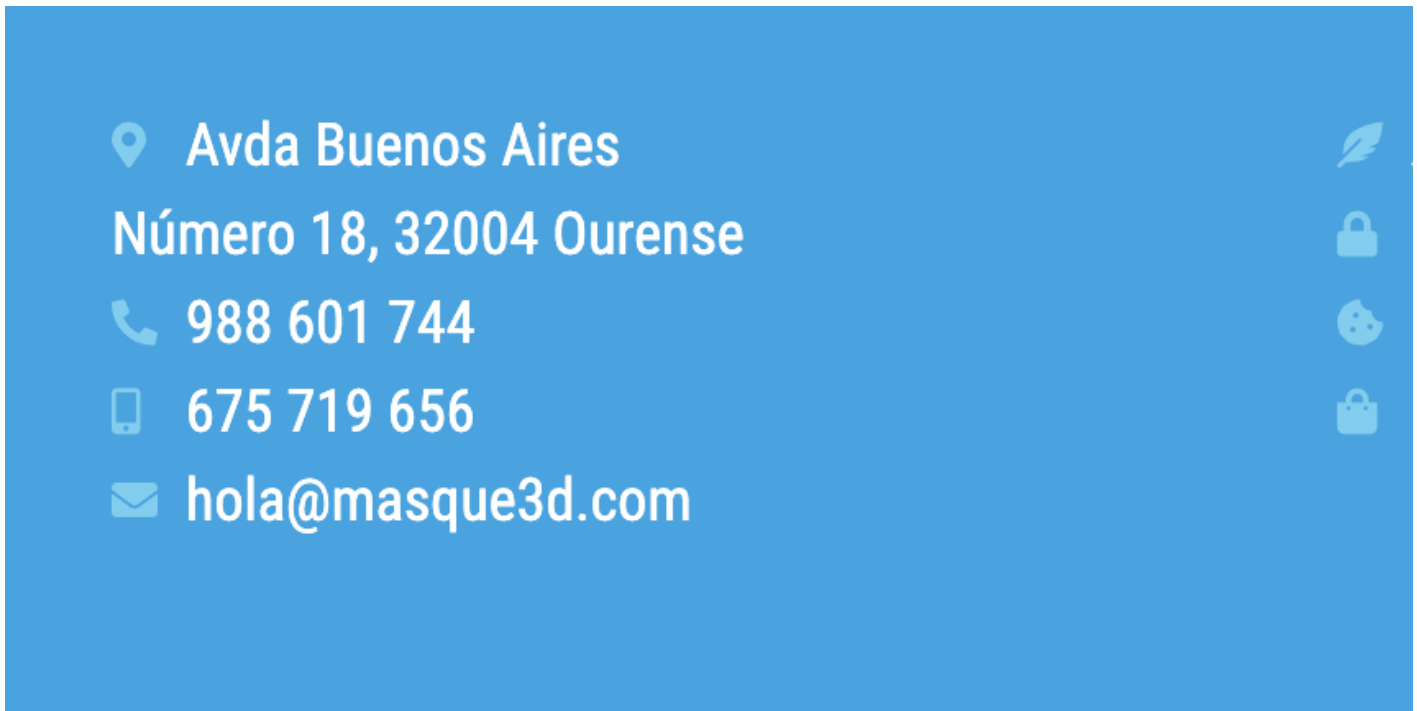 Avda Buenos Aires
Número 18, 32004 Ourense
988 601 744
675 719 656
hola@masque3d.com